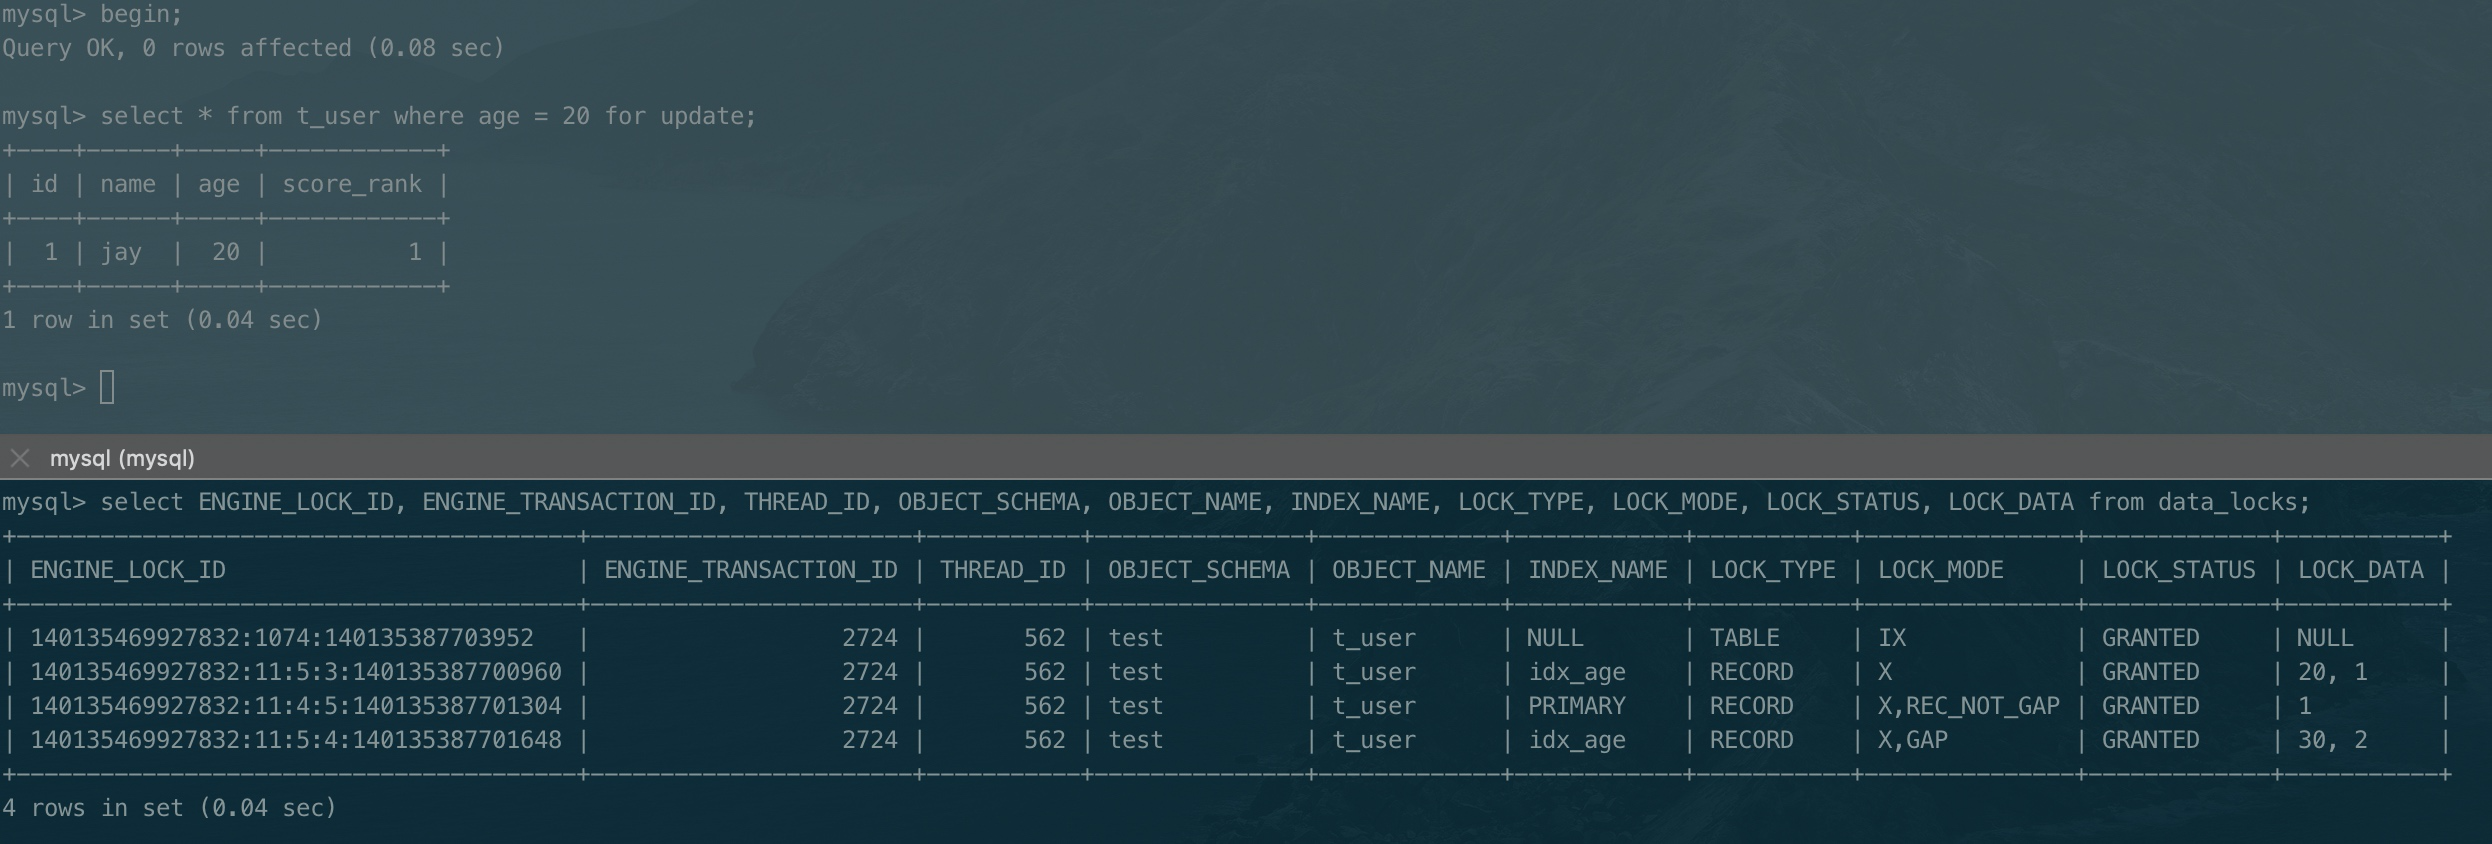 mysql> begin;
Query OK, 0 rows affected (0.08 sec)
mysql> select * from t_user where age = 20 for update;
+----+------+-----+------------+
| id | name | age | score_rank |
+----+------+-----+------------+
|  1 | jay  |  20 |          1 |
+----+------+-----+------------+
1 row in set (0.04 sec)
mysql>
mysql (mysql)
mysql> select ENGINE_LOCK_ID, ENGINE_TRANSACTION_ID, THREAD_ID, OBJECT_SCHEMA, OBJECT_NAME, INDEX_NAME, LOCK_TYPE, LOCK_MODE, LOCK_STATUS, LOCK_DATA from data_locks;
+----------------------------------------+-----------------------+-----------+---------------+-------------+------------+-----------+---------------+-------------+-----------+
| ENGINE_LOCK_ID                         | ENGINE_TRANSACTION_ID | THREAD_ID | OBJECT_SCHEMA | OBJECT_NAME | INDEX_NAME | LOCK_TYPE | LOCK_MODE     | LOCK_STATUS | LOCK_DATA |
+----------------------------------------+-----------------------+-----------+---------------+-------------+------------+-----------+---------------+-------------+-----------+
| 140135469927832:1074:140135387703952   |                  2724 |       562 | test          | t_user      | NULL       | TABLE     | IX            | GRANTED     | NULL      |
| 140135469927832:11:5:3:140135387700960 |                  2724 |       562 | test          | t_user      | idx_age    | RECORD    | X             | GRANTED     | 20, 1     |
| 140135469927832:11:4:5:140135387701304 |                  2724 |       562 | test          | t_user      | PRIMARY    | RECORD    | X,REC_NOT_GAP | GRANTED     | 1         |
| 140135469927832:11:5:4:140135387701648 |                  2724 |       562 | test          | t_user      | idx_age    | RECORD    | X,GAP         | GRANTED     | 30, 2     |
+----------------------------------------+-----------------------+-----------+---------------+-------------+------------+-----------+---------------+-------------+-----------+
4 rows in set (0.04 sec)